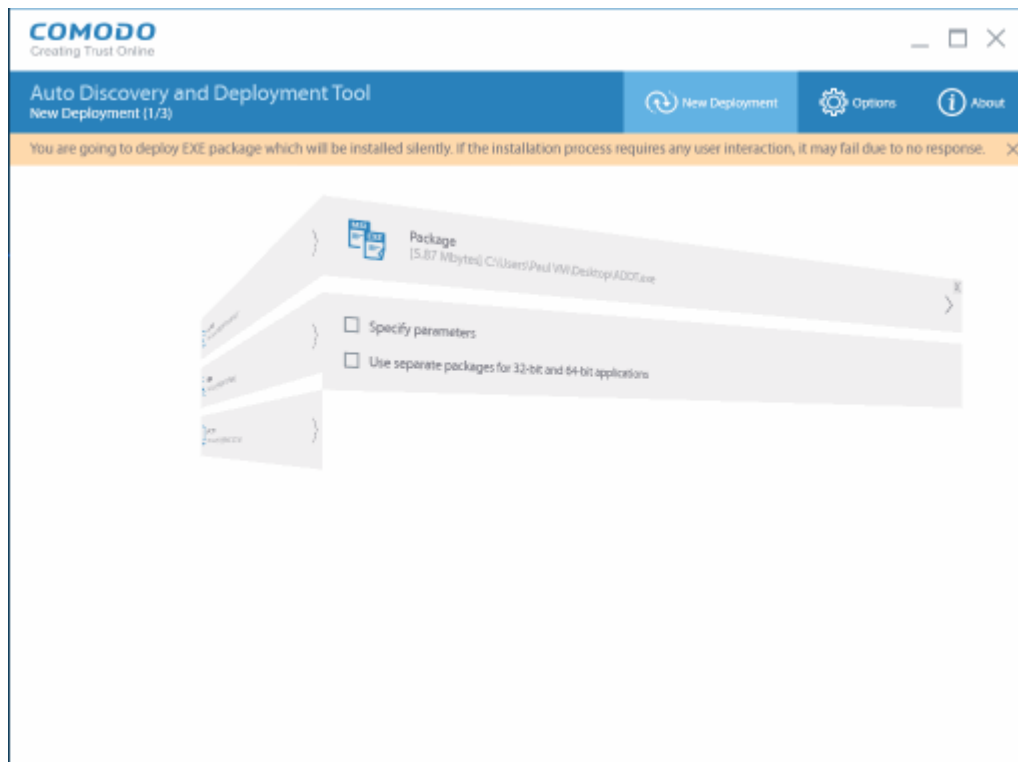 COMODO
Creating Trust Online
Auto Discovery and Deployment Tool
New Deployment (1/3)
New Deployment
Options
About
You are going to deploy EXE package which will be installed silently. If the installation process requires any user interaction, it may fail due to no response.
Package
[5.87 Mbytes] C:\Users\Paul VM\Desktop\ADDT.exe
Specify parameters
Use separate packages for 32-bit and 64-bit applications